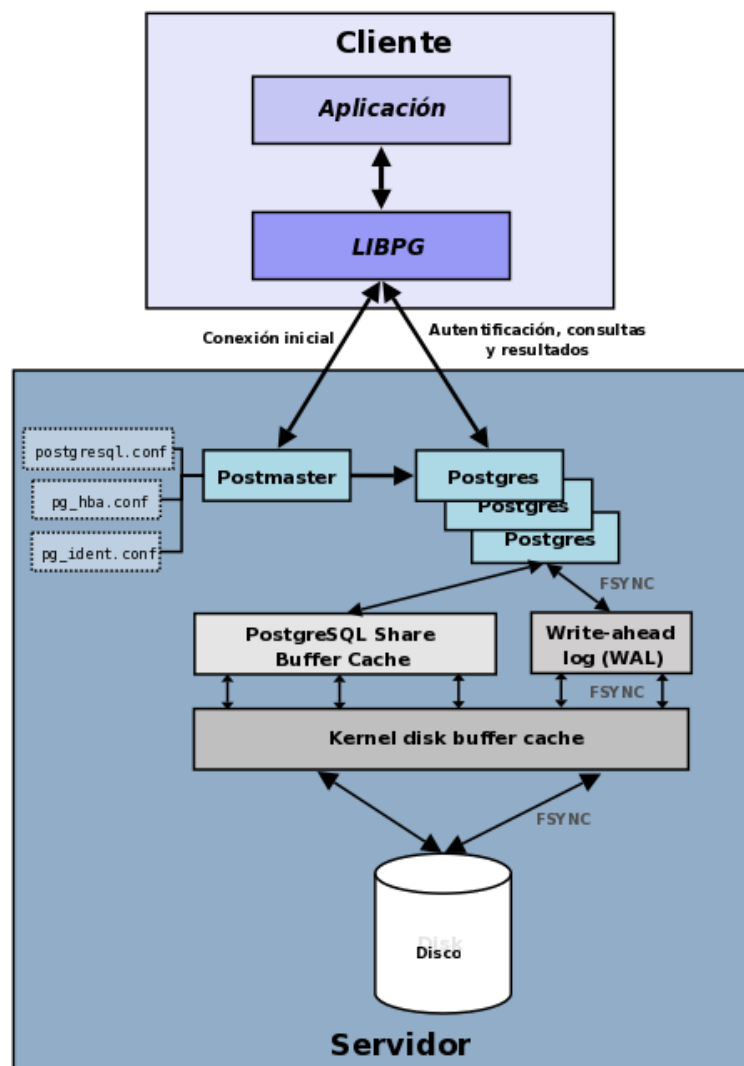 Cliente
Aplicación
LIBPG
Conexión inicial
Autentificación, consultas
y resultados
postgresql.conf
pg_hba.conf
pg_ident.conf
Postmaster
Postgres
Postgres
Postgres
FSYNC
PostgreSQL Share
Buffer Cache
Write-ahead
log (WAL)
FSYNC
Kernel disk buffer cache
FSYNC
Disk
Disco
Servidor